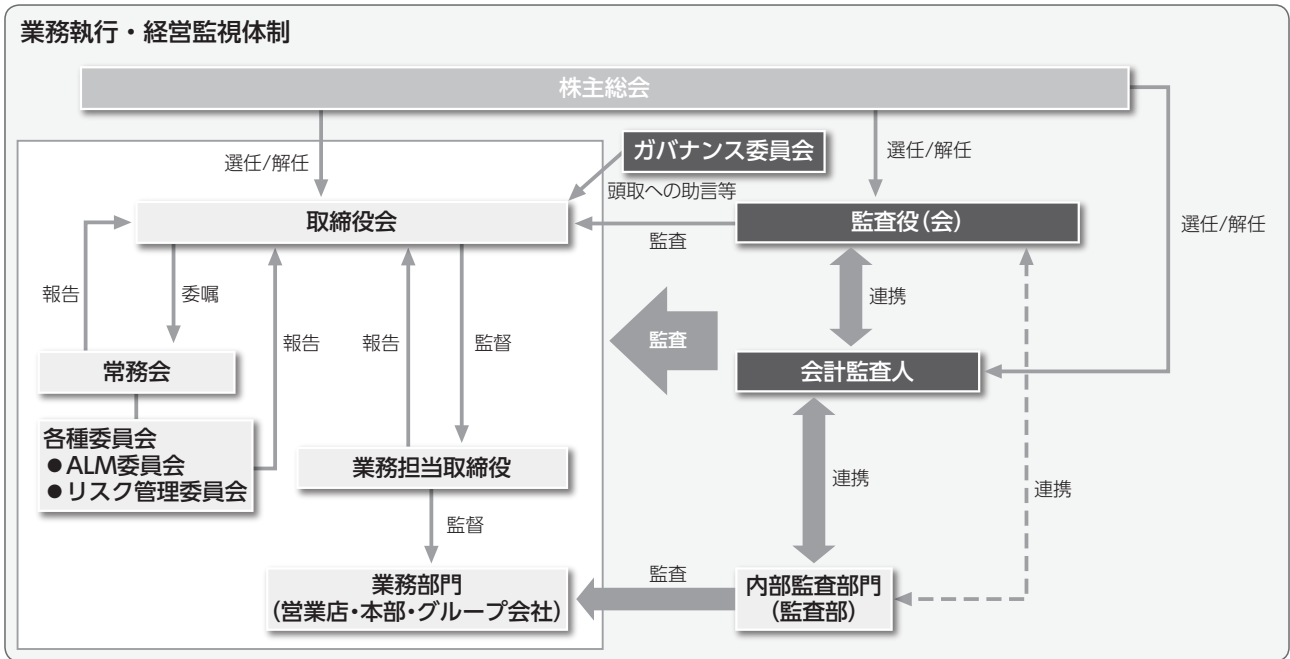 業務執行・経営監視体制
株主総会
選任/解任
ガバナンス委員会
選任/解任
頭取への助言等
取締役会
監査
監査役(会)
選任/解任
報告
委嘱
連携
報告
報告
監督
監査
常務会
会計監査人
各種委員会
●ALM委員会
●リスク管理委員会
業務担当取締役
連携
連携
監督
業務部門
(営業店・本部・グループ会社)
監査
内部監査部門
(監査部)